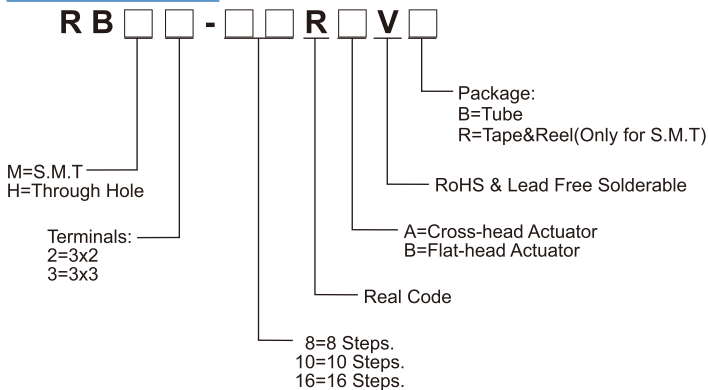 RB□□-□□R□V□
Package:
B=Tube
R=Tape&Reel(Only for S.M.T)
M=S.M.T
H=Through Hole
RoHS & Lead Free Solderable
Terminals:
2=3x2
3=3x3
A=Cross-head Actuator
B=Flat-head Actuator
Real Code
8=8 Steps.
10=10 Steps.
16=16 Steps.